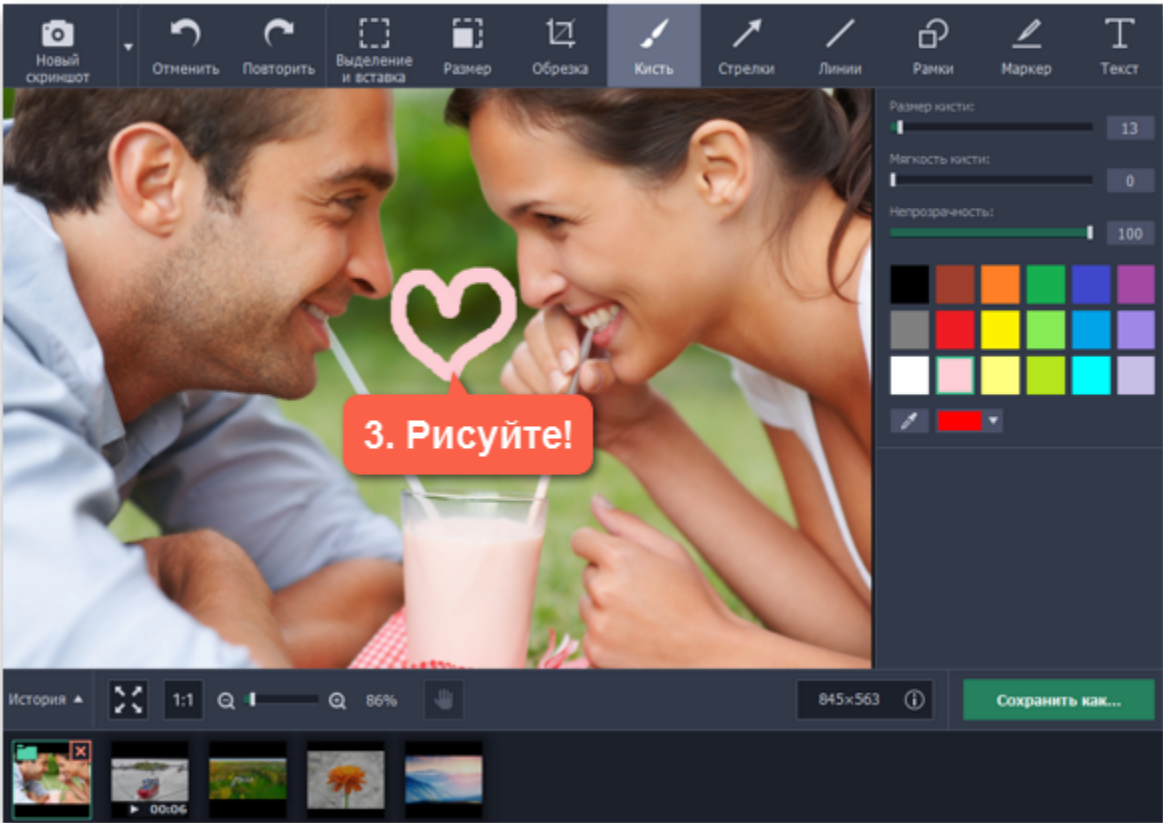 Новый
скриншот
Отменить
Повторить
Выделение
и вставка
Размер
Обрезка
Кисть
Стрелки
Линии
Рамки
Маркер
Текст
Размер кисти:
13
Мягкость кисти:
0
Непрозрачность:
100
3. Рисуйте!
История
1:1
86%
845×563
Сохранить как...
00:06